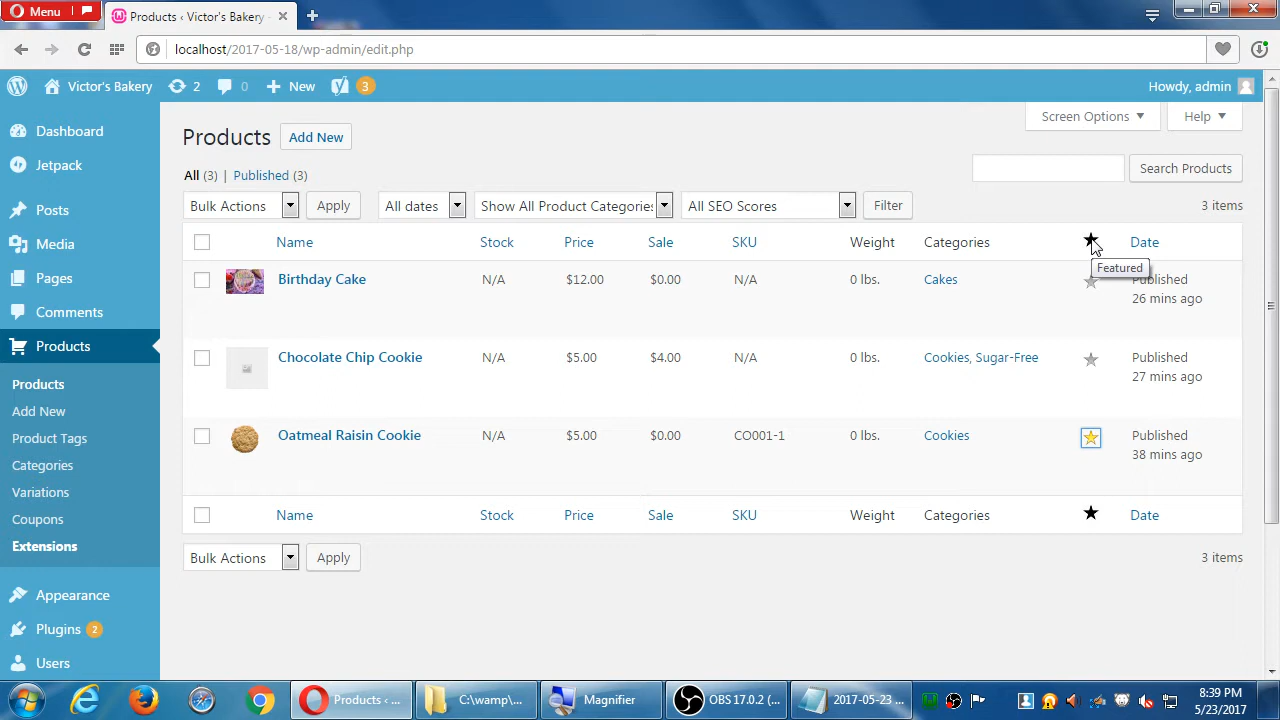 Menu
Products ‹ Victor's Bakery
localhost/2017-05-18/wp-admin/edit.php
Victor's Bakery 2 0 New 3 Howdy, admin
Dashboard
Jetpack
Posts
Media
Pages
Comments
Products
Products
Add New
Product Tags
Categories
Variations
Coupons
Extensions
Appearance
Plugins 2
Users
Screen Options Help
Products Add New
All (3) | Published (3)
Search Products
Bulk Actions Apply All dates Show All Product Categories All SEO Scores Filter 3 items
Name Stock Price Sale SKU Weight Categories Date
Featured
Birthday Cake N/A $12.00 $0.00 N/A 0 lbs. Cakes Published
26 mins ago
Chocolate Chip Cookie N/A $5.00 $4.00 N/A 0 lbs. Cookies, Sugar-Free Published
27 mins ago
Oatmeal Raisin Cookie N/A $5.00 $0.00 CO001-1 0 lbs. Cookies Published
38 mins ago
Name Stock Price Sale SKU Weight Categories Date
Bulk Actions Apply 3 items
Products ‹ ... C:\wamp\... Magnifier OBS 17.0.2 (... 2017-05-23 ... 8:39 PM
5/23/2017